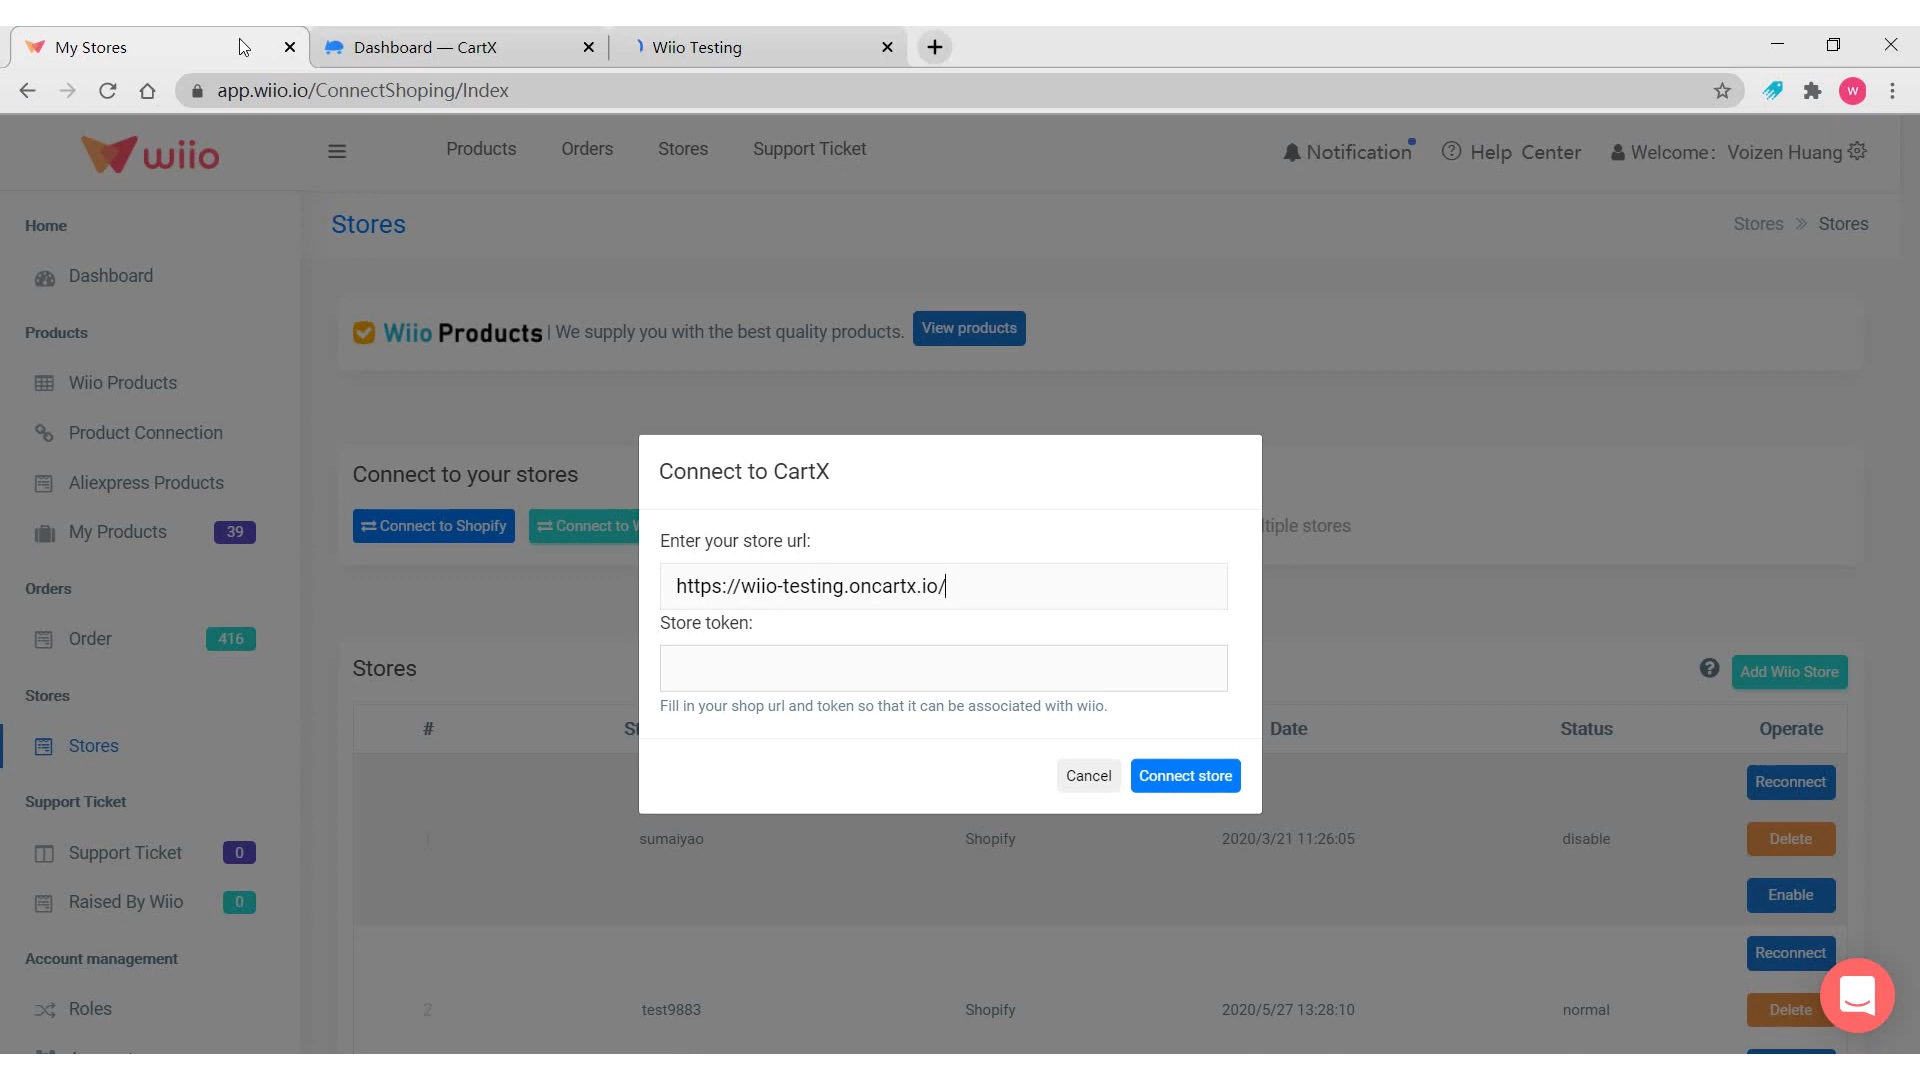 My Stores
Dashboard — CartX
Wiio Testing
app.wiio.io/ConnectShoping/Index
W
wiio
Products
Orders
Stores
Support Ticket
Notification
Help Center
Welcome: Voizen Huang
Home
Dashboard
Products
Wiio Products
Product Connection
Aliexpress Products
My Products 39
Orders
Order 416
Stores
Stores
Support Ticket
Support Ticket 0
Raised By Wiio 0
Account management
Roles
Stores
Stores » Stores
Wiio Products | We supply you with the best quality products. View products
Connect to your stores
Connect to Shopify
Connect to
tiple stores
Connect to CartX
Enter your store url:
https://wiio-testing.oncartx.io/
Store token:
Fill in your shop url and token so that it can be associated with wiio.
Cancel
Connect store
Stores
Add Wiio Store
# St Date Status Operate
1 sumaiyao Shopify 2020/3/21 11:26:05 disable
Reconnect
Delete
Enable
2 test9883 Shopify 2020/5/27 13:28:10 normal
Reconnect
Delete